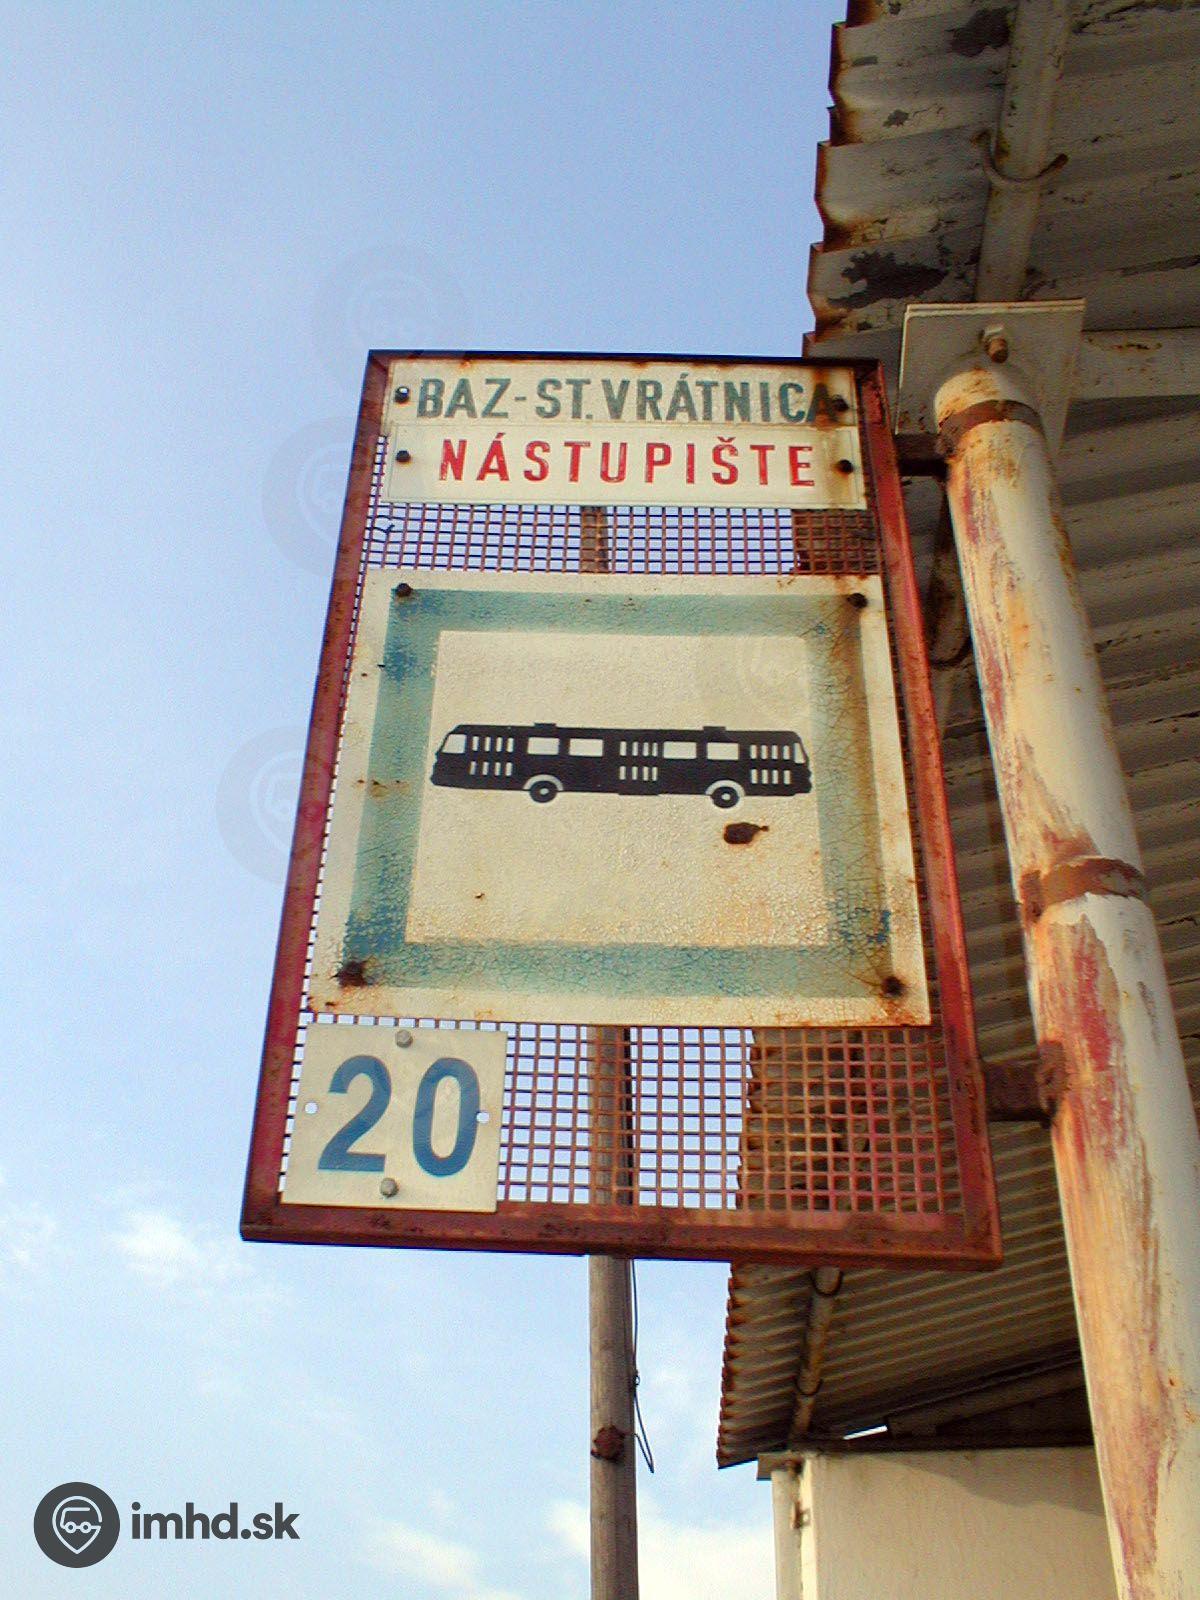 BAZ-ST.VRÁTNICA
NÁSTUPIŠTE
20
imhd.sk